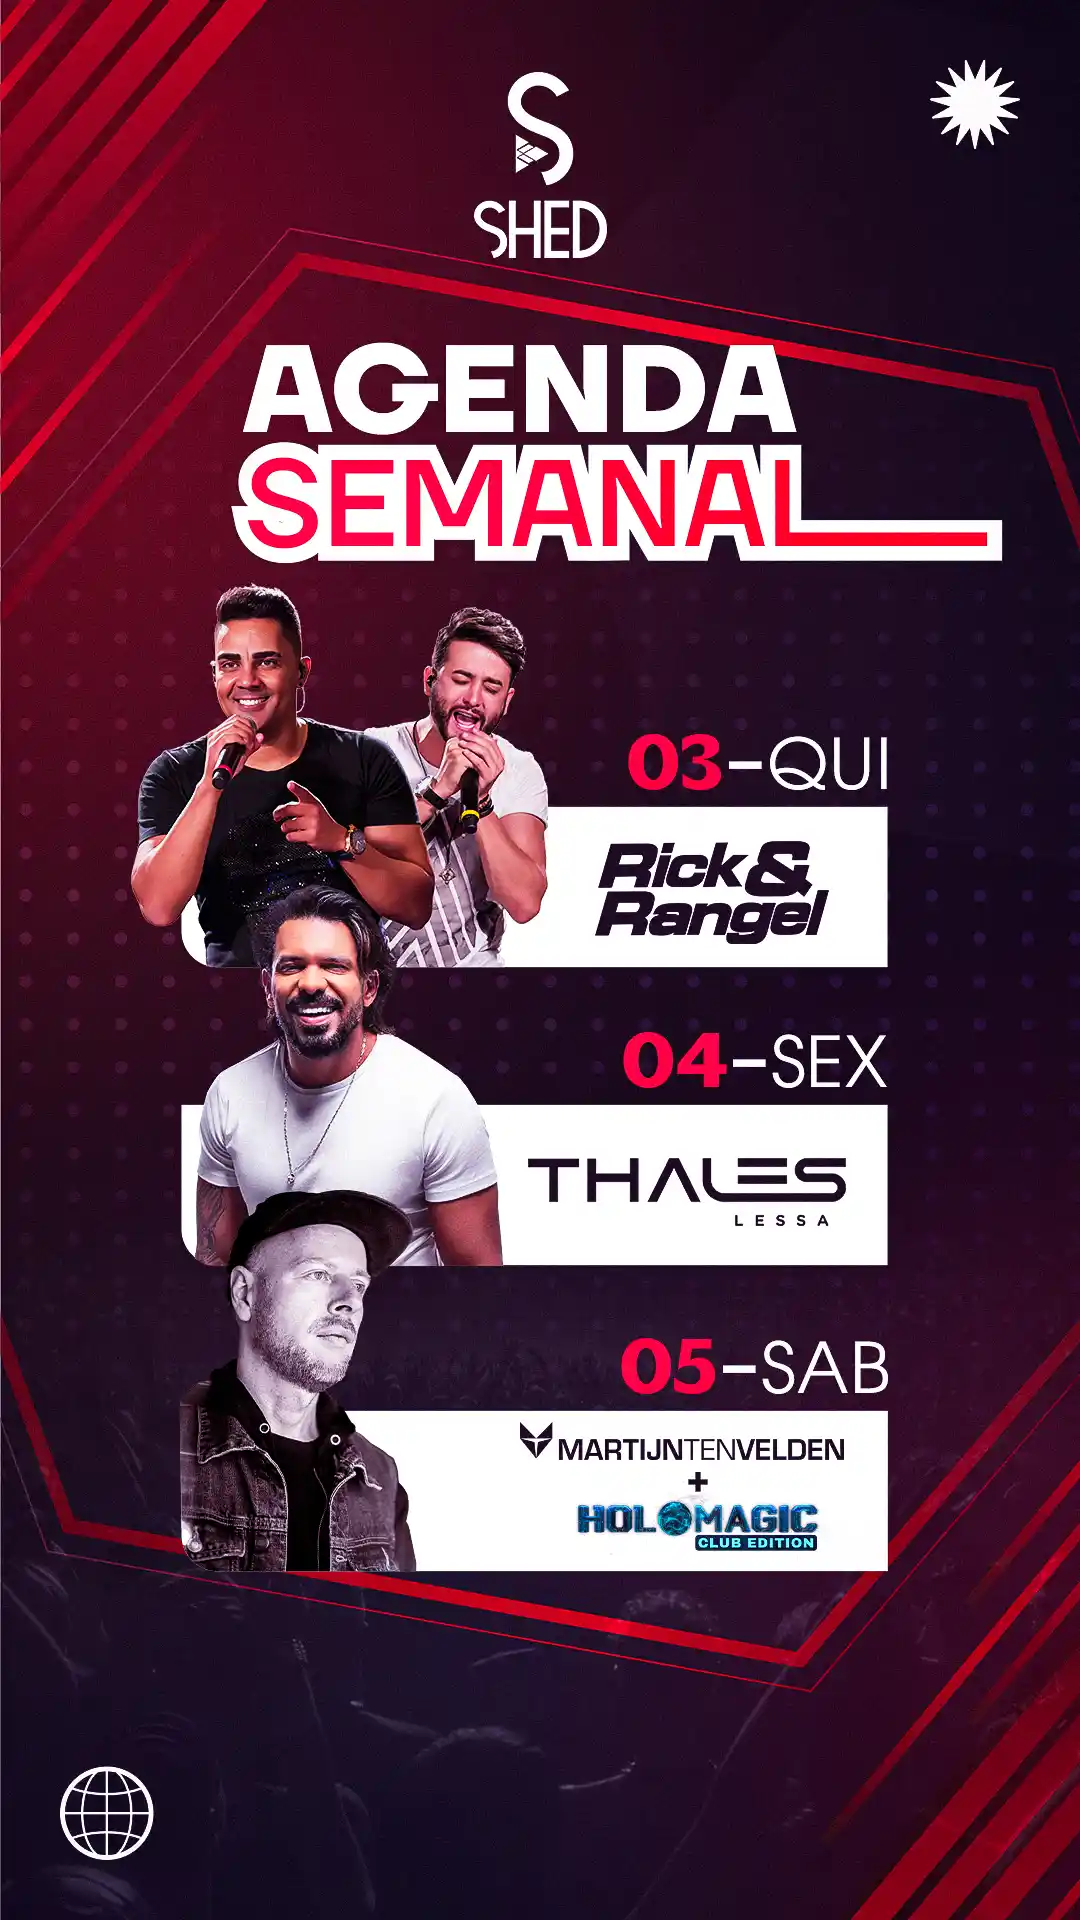 S
SHED
AGENDA
SEMANAL
03-QUI
Rick &
Rangel
04-SEX
THALES
LESSA
05-SAB
MARTIJNTENVELDEN
+
HOLOMAGIC
CLUB EDITION